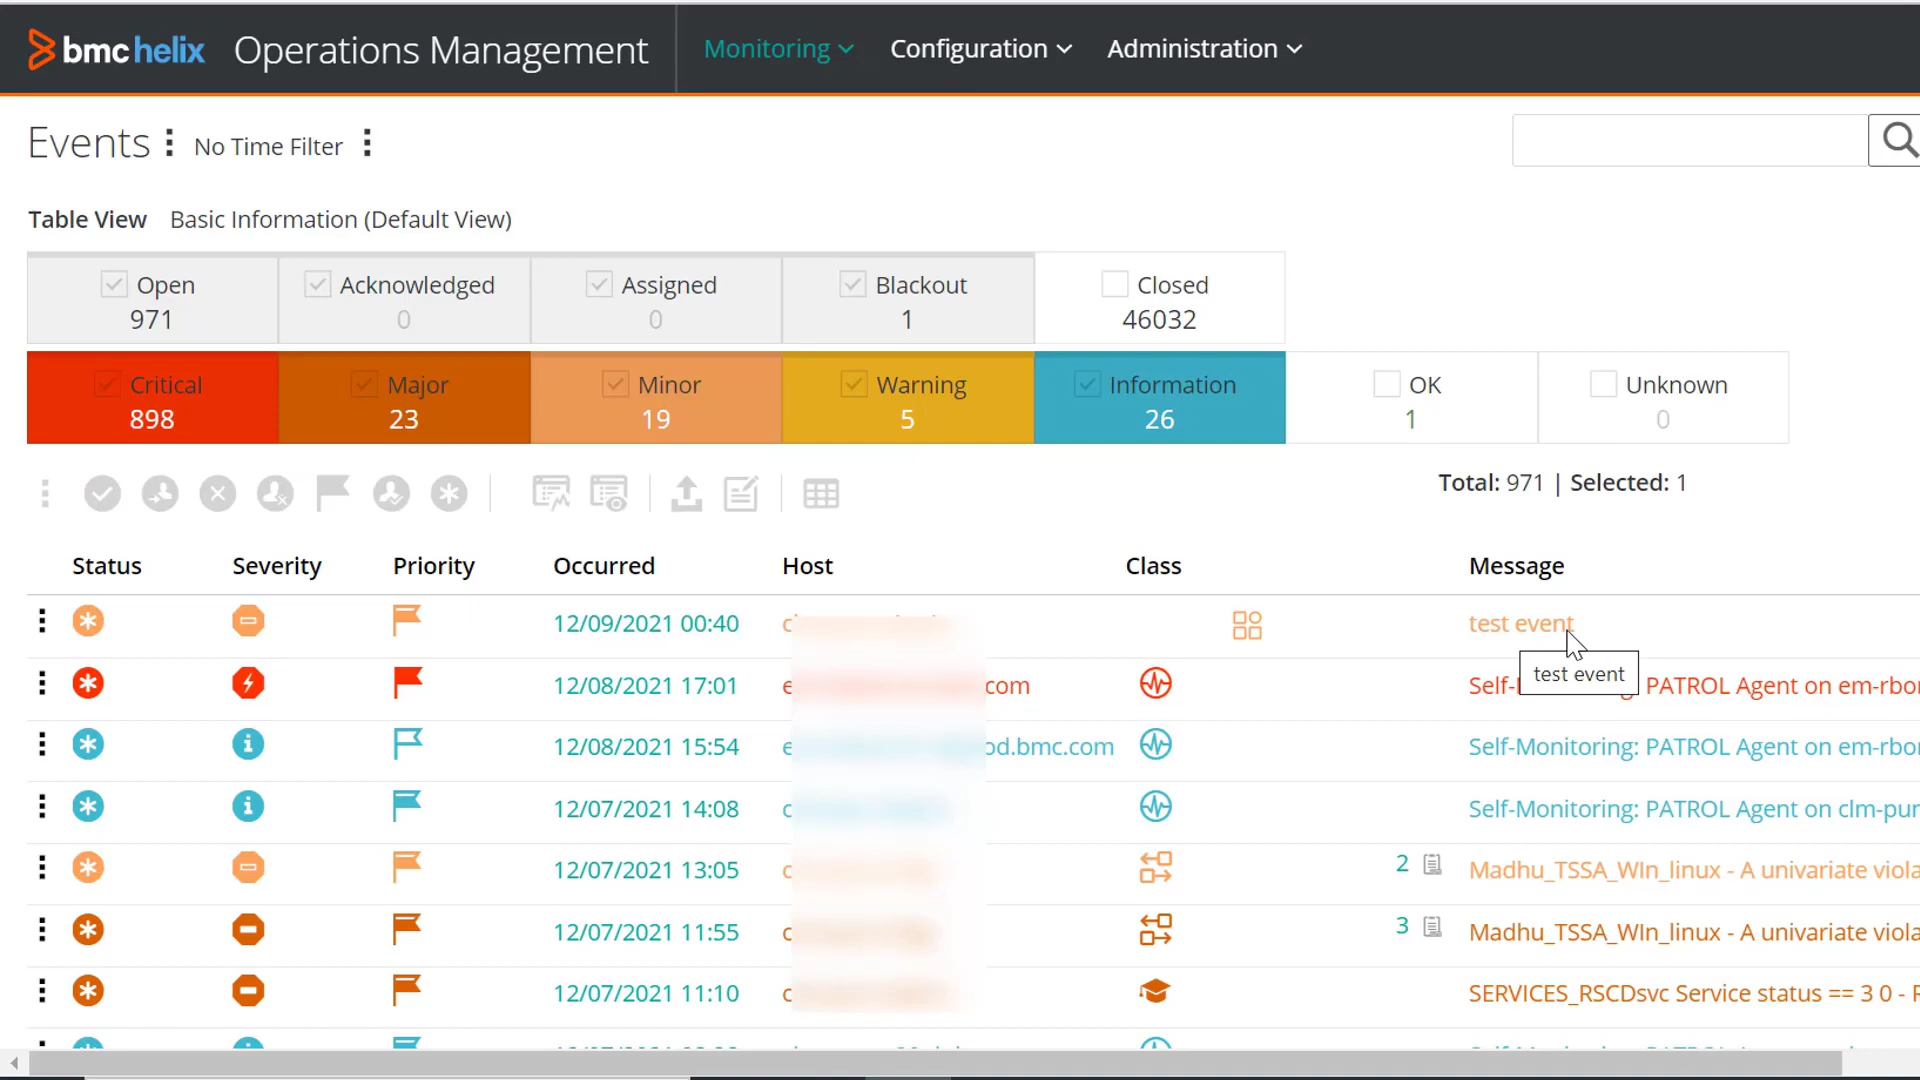 bmc helix Operations Management Monitoring Configuration Administration
Events No Time Filter
Table View Basic Information (Default View)
Open Acknowledged Assigned Blackout Closed
971 0 0 1 46032
Critical Major Minor Warning Information OK Unknown
898 23 19 5 26 1 0
Total: 971 | Selected: 1
Status Severity Priority Occurred Host Class Message
12/09/2021 00:40 test event
test event
12/08/2021 17:01 com Self- PATROL Agent on em-rbor
12/08/2021 15:54 od.bmc.com Self-Monitoring: PATROL Agent on em-rbor
12/07/2021 14:08 Self-Monitoring: PATROL Agent on clm-pur
12/07/2021 13:05 2 Madhu_TSSA_WIn_linux - A univariate viola
12/07/2021 11:55 3 Madhu_TSSA_WIn_linux - A univariate viola
12/07/2021 11:10 SERVICES_RSCDsvc Service status == 3 0 -